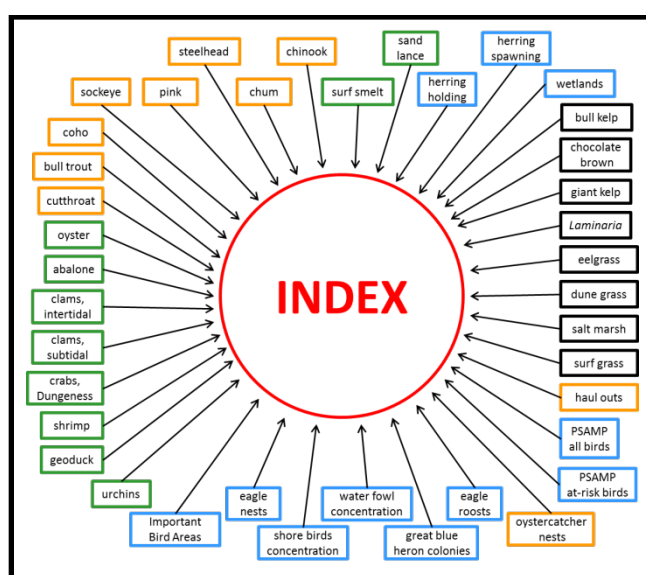 steelhead
chinook
sand
lance
herring
spawning
sockeye
pink
chum
surf smelt
herring
holding
wetlands
coho
bull trout
cutthroat
oyster
abalone
clams,
intertidal
clams,
subtidal
crabs,
Dungeness
shrimp
geoduck
urchins
INDEX
bull kelp
chocolate
brown
giant kelp
Laminaria
eelgrass
dune grass
salt marsh
surf grass
haul outs
PSAMP
all birds
PSAMP
at-risk birds
oystercatcher
nests
Important
Bird Areas
eagle
nests
shore birds
concentration
water fowl
concentration
great blue
heron colonies
eagle
roosts